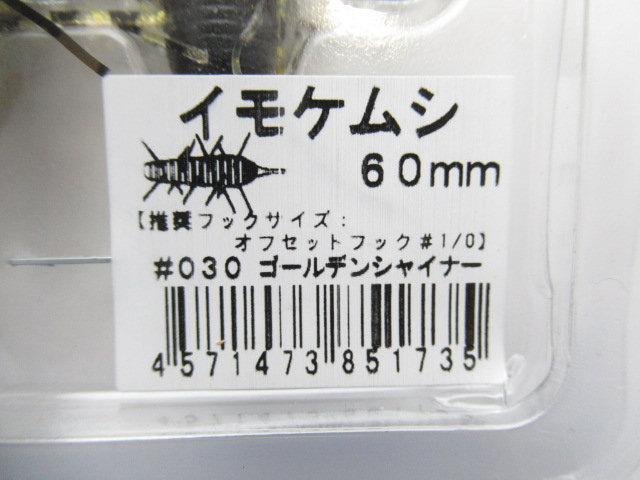 イモケムシ
60mm
【推奨フックサイズ:
オフセットフック#1/0】
#030 ゴールデンシャイナー
4571473851735